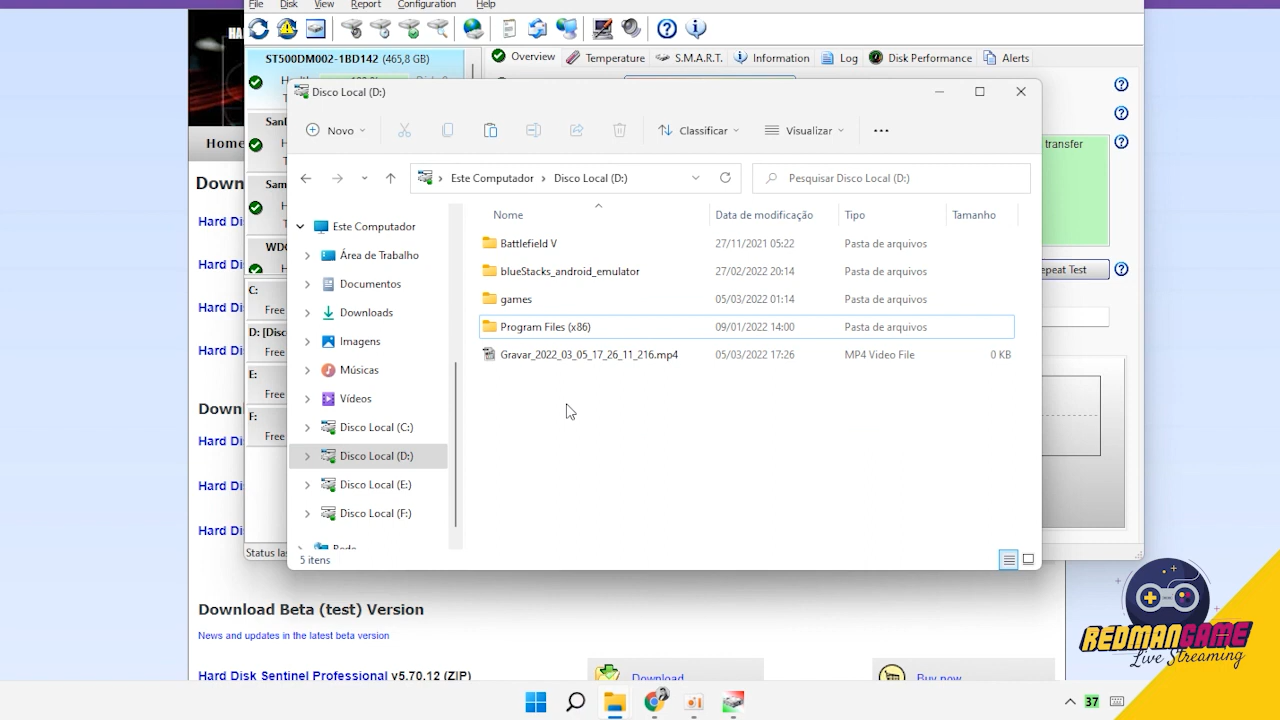 File Disk View Report Configuration Help
ST500DM002-1BD142 (465,8 GB)
Overview Temperature S.M.A.R.T. Information Log Disk Performance Alerts
Disco Local (D:)
Novo Classificar Visualizar
transfer
Home
Este Computador Disco Local (D:) Pesquisar Disco Local (D:)
Nome Data de modificação Tipo Tamanho
Este Computador
Área de Trabalho
Documentos
Downloads
Imagens
Músicas
Vídeos
Disco Local (C:)
Disco Local (D:)
Disco Local (E:)
Disco Local (F:)
Battlefield V 27/11/2021 05:22 Pasta de arquivos
blueStacks_android_emulator 27/02/2022 20:14 Pasta de arquivos
games 05/03/2022 01:14 Pasta de arquivos
Program Files (x86) 09/01/2022 14:00 Pasta de arquivos
Gravar_2022_03_05_17_26_11_216.mp4 05/03/2022 17:26 MP4 Video File 0 KB
5 itens
C:
Free
D: [Disc
Free
E:
Free
F:
Free
Hard Di
Hard Di
Hard Di
Hard Di
Hard Di
Hard Di
Hard Di
epeat Test
Status las
Download Beta (test) Version
News and updates in the latest beta version
Hard Disk Sentinel Professional v5.70.12 (ZIP)
Download
Buy now
37
REDMANGAME
Live Streaming